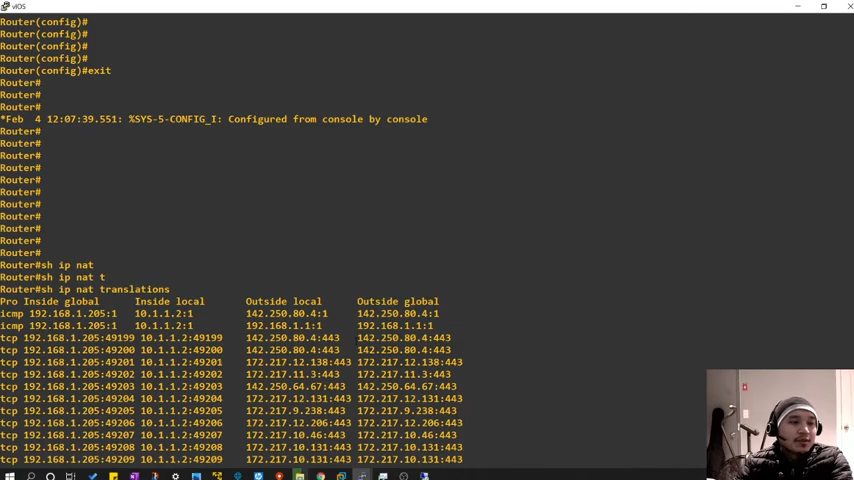 vIOS
Router(config)#
Router(config)#
Router(config)#
Router(config)#
Router(config)#exit
Router#
Router#
Router#
*Feb  4 12:07:39.551: %SYS-5-CONFIG_I: Configured from console by console
Router#
Router#
Router#
Router#
Router#
Router#
Router#
Router#
Router#
Router#
Router#
Router#sh ip nat
Router#sh ip nat t
Router#sh ip nat translations
Pro Inside global      Inside local       Outside local      Outside global
icmp 192.168.1.205:1   10.1.1.2:1         142.250.80.4:1     142.250.80.4:1
icmp 192.168.1.205:1   10.1.1.2:1         192.168.1.1:1      192.168.1.1:1
tcp 192.168.1.205:49199 10.1.1.2:49199    142.250.80.4:443   142.250.80.4:443
tcp 192.168.1.205:49200 10.1.1.2:49200    142.250.80.4:443   142.250.80.4:443
tcp 192.168.1.205:49201 10.1.1.2:49201    172.217.12.138:443 172.217.12.138:443
tcp 192.168.1.205:49202 10.1.1.2:49202    172.217.11.3:443   172.217.11.3:443
tcp 192.168.1.205:49203 10.1.1.2:49203    142.250.64.67:443  142.250.64.67:443
tcp 192.168.1.205:49204 10.1.1.2:49204    172.217.12.131:443 172.217.12.131:443
tcp 192.168.1.205:49205 10.1.1.2:49205    172.217.9.238:443  172.217.9.238:443
tcp 192.168.1.205:49206 10.1.1.2:49206    172.217.12.206:443 172.217.12.206:443
tcp 192.168.1.205:49207 10.1.1.2:49207    172.217.10.46:443  172.217.10.46:443
tcp 192.168.1.205:49208 10.1.1.2:49208    172.217.10.131:443 172.217.10.131:443
tcp 192.168.1.205:49209 10.1.1.2:49209    172.217.10.131:443 172.217.10.131:443